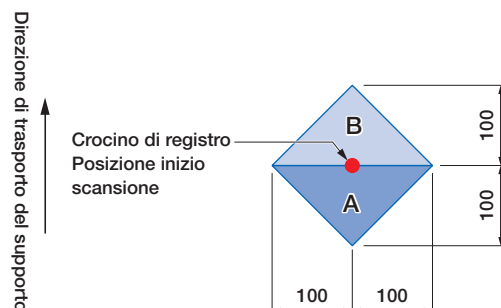 Direzione di trasporto del supporto
Crocino di registro
Posizione inizio
scansione
B
A
100
100
100
100